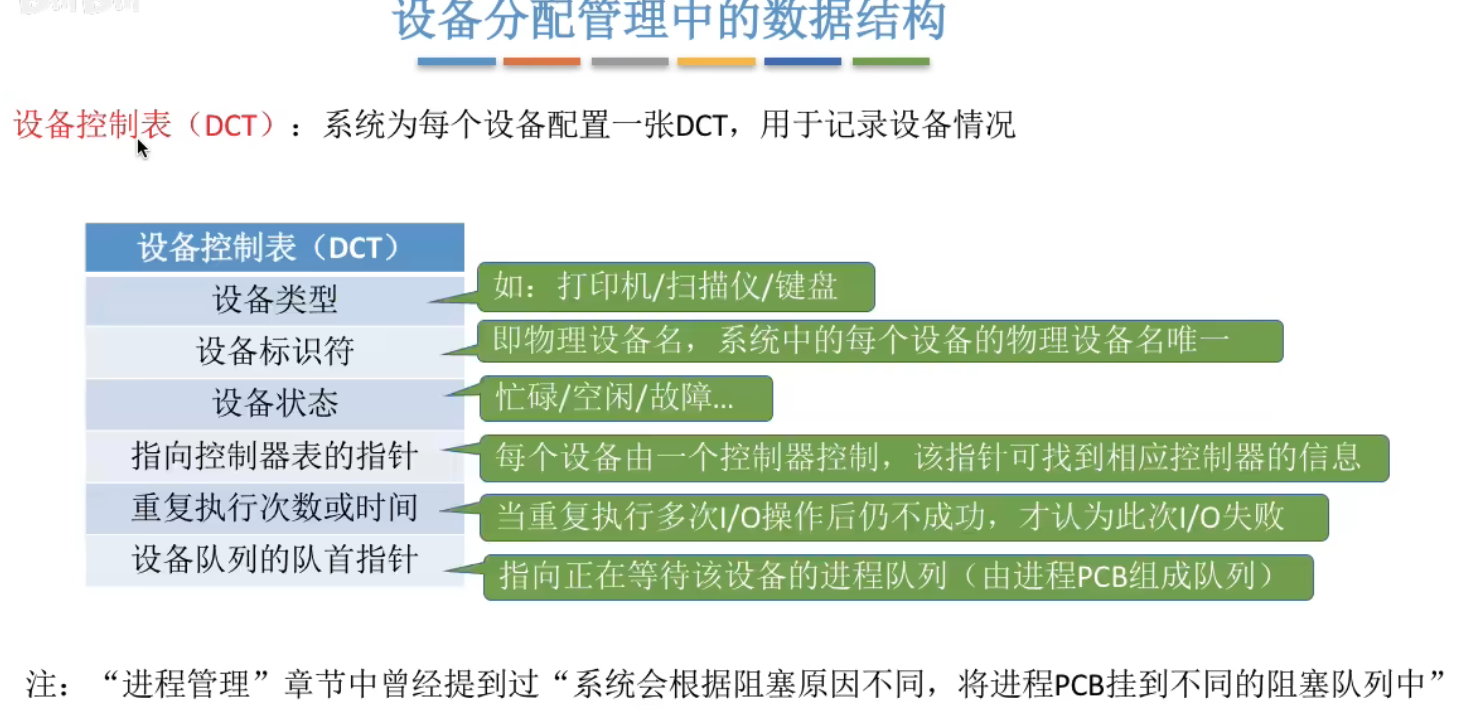 设备分配管理中的数据结构
设备控制表（DCT）：系统为每个设备配置一张DCT，用于记录设备情况
设备控制表（DCT）
设备类型
如：打印机/扫描仪/键盘
设备标识符
即物理设备名，系统中的每个设备的物理设备名唯一
设备状态
忙碌/空闲/故障...
指向控制器表的指针
每个设备由一个控制器控制，该指针可找到相应控制器的信息
重复执行次数或时间
当重复执行多次I/O操作后仍不成功，才认为此次I/O失败
设备队列的队首指针
指向正在等待该设备的进程队列（由进程PCB组成队列）
注：“进程管理”章节中曾经提到过“系统会根据阻塞原因不同，将进程PCB挂到不同的阻塞队列中”